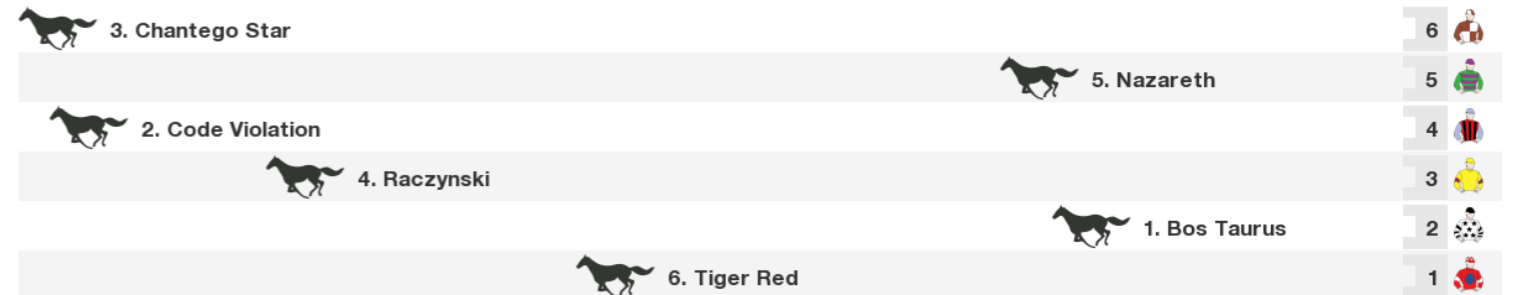 3. Chantego Star 6
5. Nazareth 5
2. Code Violation 4
4. Raczynski 3
1. Bos Taurus 2
6. Tiger Red 1